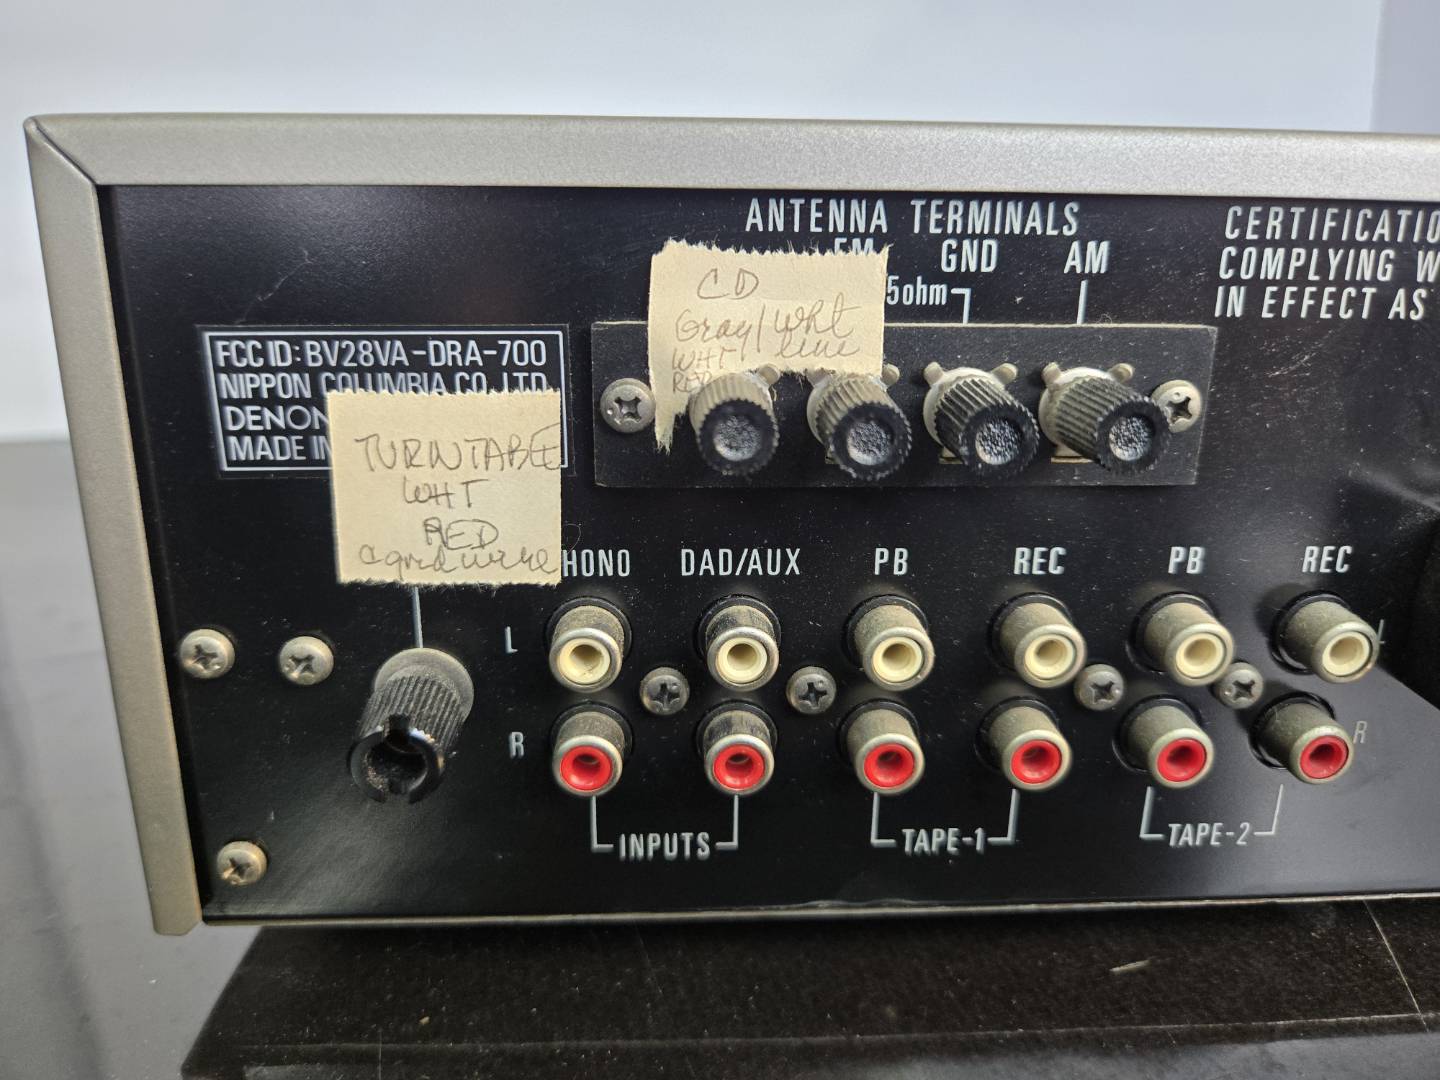 ANTENNA TERMINALS
FM GND AM
5ohm
CERTIFICATIO
COMPLYING W
IN EFFECT AS
CD
Gray/Wht
WHT line
RED
FCC ID: BV28VA-DRA-700
NIPPON COLUMBIA CO. LTD
DENON
MADE IN
TURNTABLE
WHT
RED
HONO DAD/AUX PB REC PB REC
L L
R R
INPUTS TAPE-1 TAPE-2